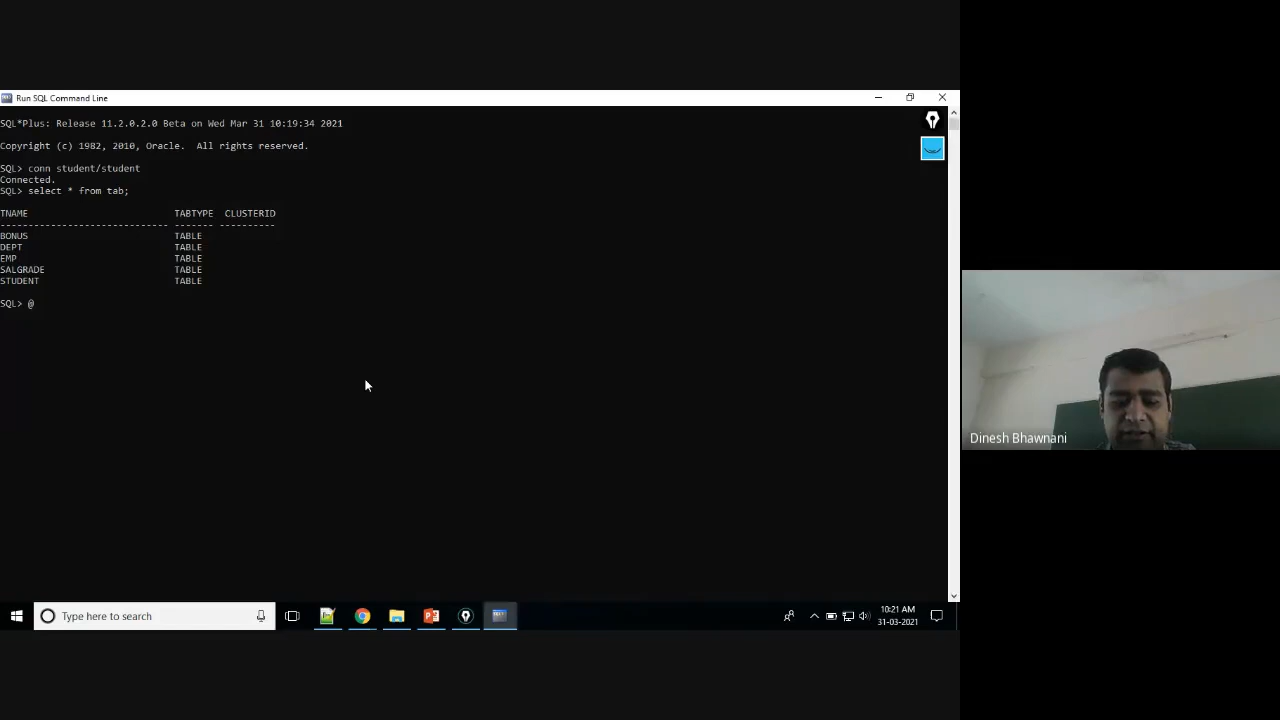 Run SQL Command Line
SQL*Plus: Release 11.2.0.2.0 Beta on Wed Mar 31 10:19:34 2021
Copyright (c) 1982, 2010, Oracle.  All rights reserved.
SQL> conn student/student
Connected.
SQL> select * from tab;
TNAME                          TABTYPE  CLUSTERID
------------------------------ ------- ----------
BONUS                          TABLE
DEPT                           TABLE
EMP                            TABLE
SALGRADE                       TABLE
STUDENT                        TABLE
SQL> @
Dinesh Bhawnani
Type here to search
10:21 AM
31-03-2021